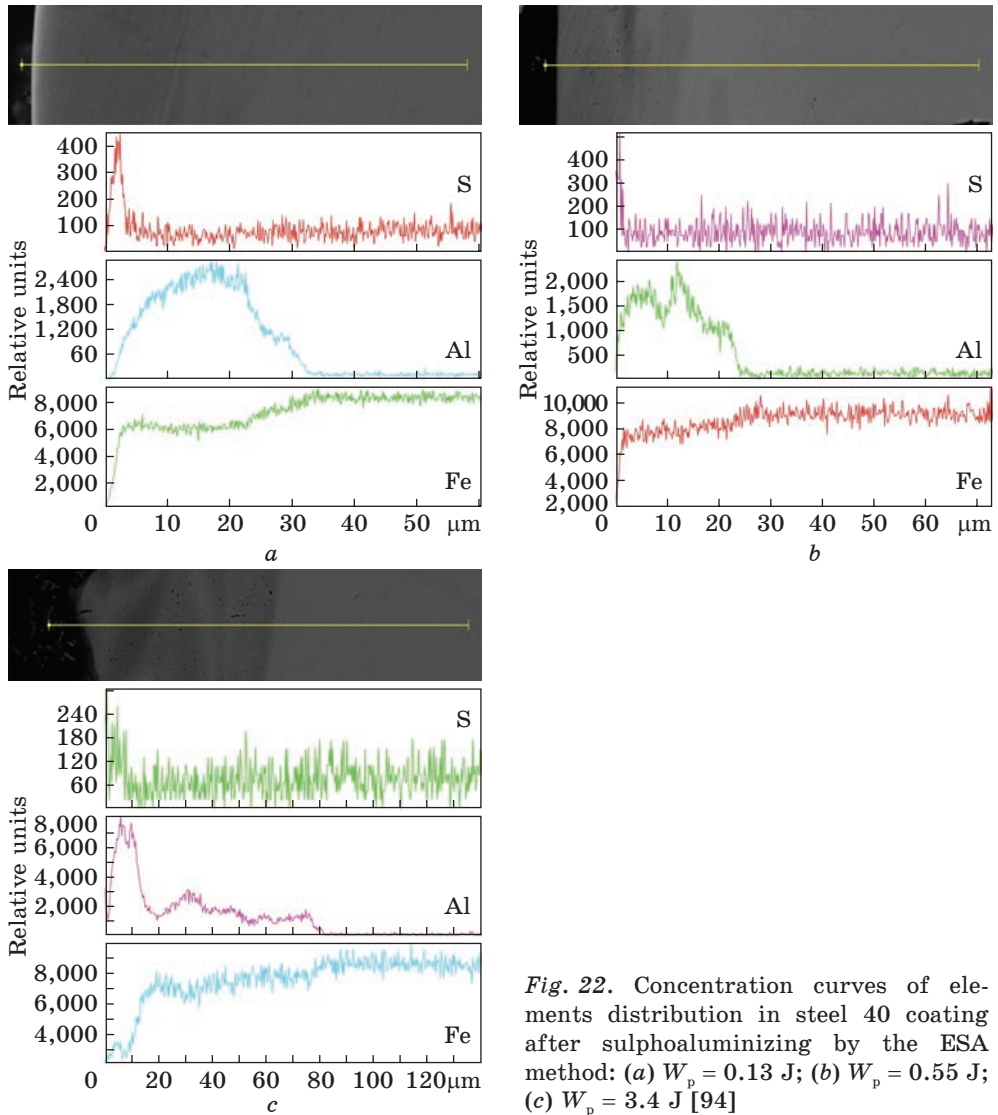 400
300
200
100
S
2,400
1,800
1,200
60
Al
8,000
6,000
4,000
2,000
Fe
Relative units
0 10 20 30 40 50 μm
a
400
300
200
100
S
2,000
1,500
1,000
500
Al
10,000
8,000
6,000
4,000
2,000
Fe
Relative units
0 10 20 30 40 50 60 μm
b
240
180
120
60
S
8,000
6,000
4,000
2,000
Al
8,000
6,000
4,000
Fe
Relative units
0 20 40 60 80 100 120μm
c
Fig. 22. Concentration curves of ele-
ments distribution in steel 40 coating
after sulphoaluminizing by the ESA
method: (a) Wp = 0.13 J; (b) Wp = 0.55 J;
(c) Wp = 3.4 J [94]